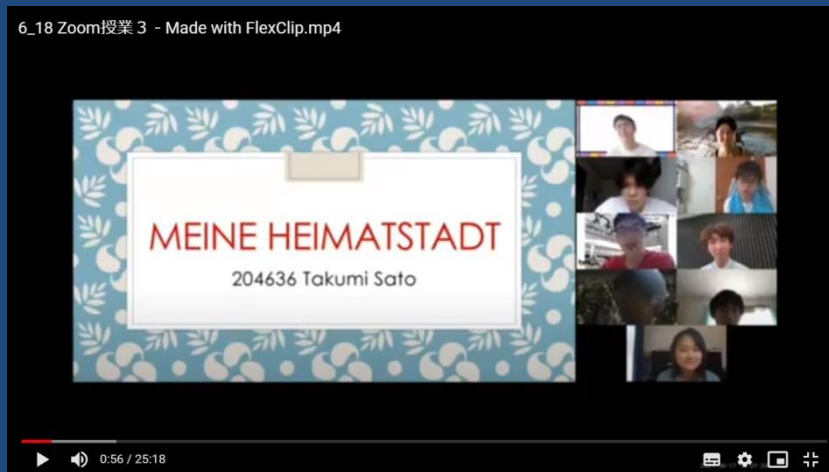 6_18 Zoom授業３ - Made with FlexClip.mp4
MEINE HEIMATSTADT
204636 Takumi Sato
0:56 / 25:18